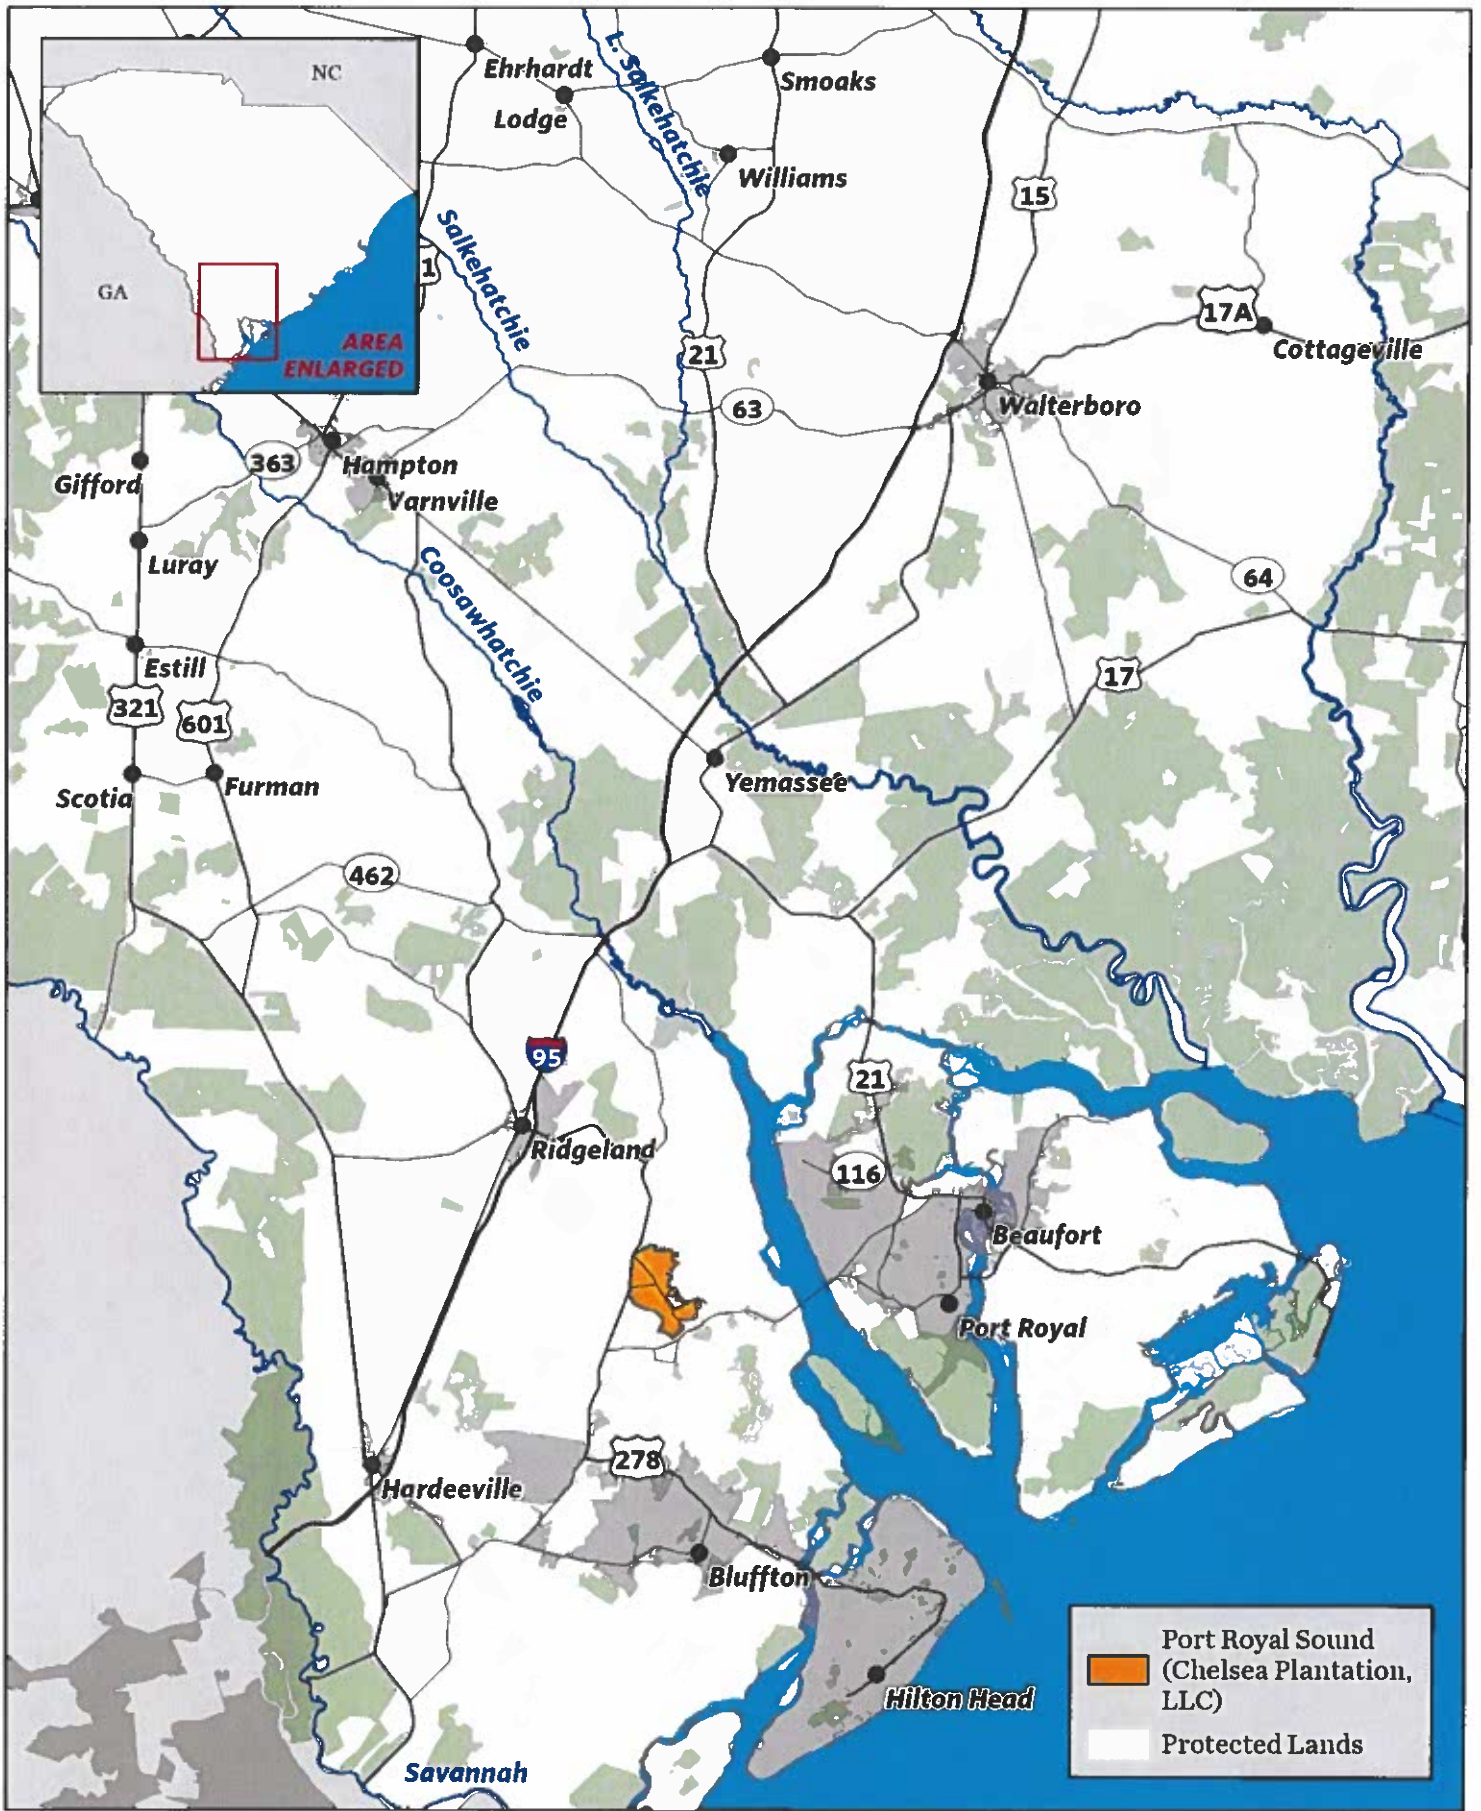 NC
GA
AREA
ENLARGED
Ehrhardt
Lodge
L. Salkehatchie
Smoaks
Williams
15
Salkehatchie
1
17A
Cottageville
21
63
Walterboro
363
Hampton
Varnville
Gifford
Luray
Coosawhatchie
64
Estill
321
601
17
Scotia
Furman
Yemassee
462
95
21
Ridgeland
116
Beaufort
Port Royal
278
Hardeeville
Bluffton
Hilton Head
Savannah
Port Royal Sound
(Chelsea Plantation,
LLC)
Protected Lands